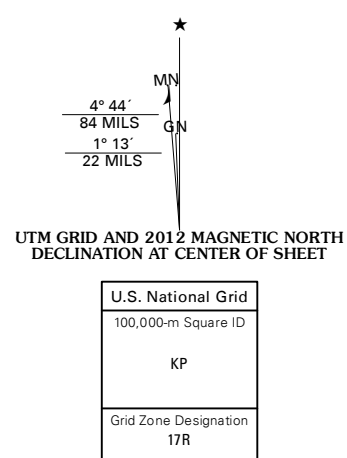 ★
MN
4° 44´
84 MILS
GN
1° 13´
22 MILS
UTM GRID AND 2012 MAGNETIC NORTH
DECLINATION AT CENTER OF SHEET
U.S. National Grid
100,000-m Square ID
KP
Grid Zone Designation
17R